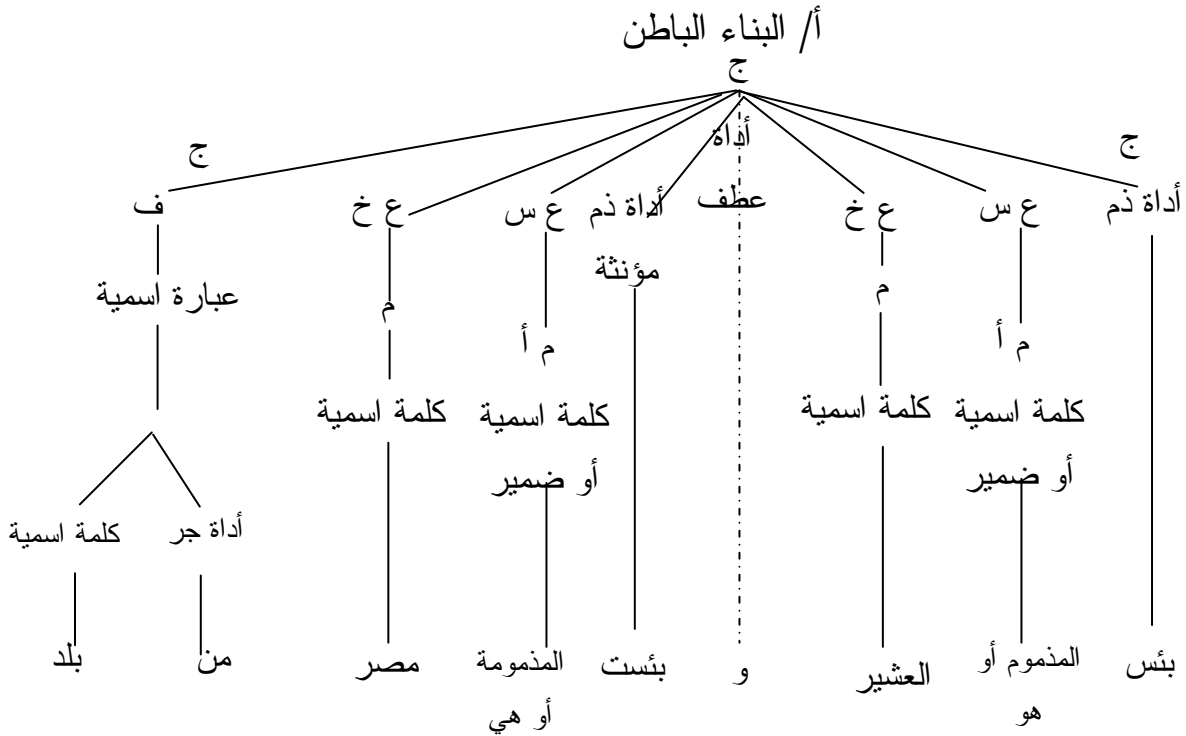 أ/ البناء الباطن
ج
ج
أداة
ج
أداة ذم
ع س
ع خ
عطف
أداة ذم
ع س
ع خ
ف
مؤنثة
عبارة اسمية
م أ
م
م أ
م
كلمة اسمية
كلمة اسمية
كلمة اسمية
كلمة اسمية
أو ضمير
أو ضمير
أداة جر
كلمة اسمية
بئس
المذموم أو
العشير
و
بئست
المذمومة
مصر
من
بلد
هو
أو هي